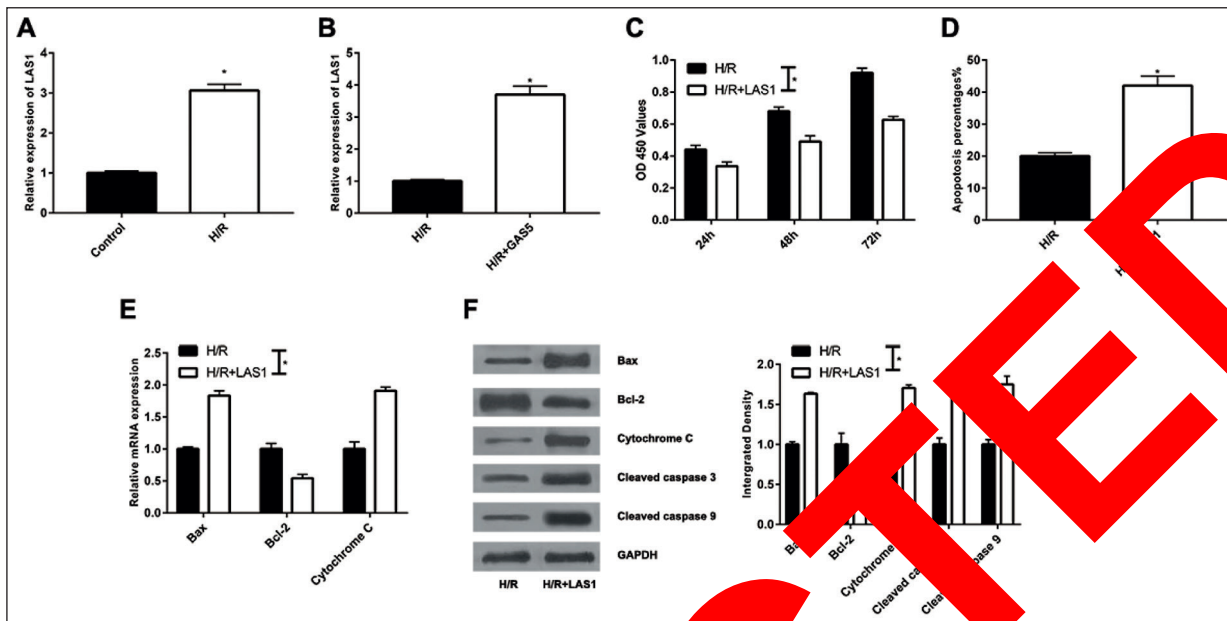 A
Relative expression of LAS1
4
3
2
1
0
*
Control
H/R
B
Relative expression of LAS1
5
4
3
2
1
0
*
H/R
H/R+GAS5
C
OD 450 Values
1.0
0.8
0.6
0.4
0.2
0.0
H/R
H/R+LAS1
*
24h
48h
72h
D
Apopotosis percentages%
50
40
30
20
10
0
*
H/R
E
Relative mRNA expression
2.5
2.0
1.5
1.0
0.5
0.0
H/R
H/R+LAS1
*
Bax
Bcl-2
Cytochrome C
F
Bax
Bcl-2
Cytochrome C
Cleaved caspase 3
Cleaved caspase 9
GAPDH
H/R
H/R+LAS1
Intergrated Density
2.0
1.5
1.0
0.5
0.0
H/R
H/R+LAS1
*
Bcl-2
Cytochrome
Cleaved
TE